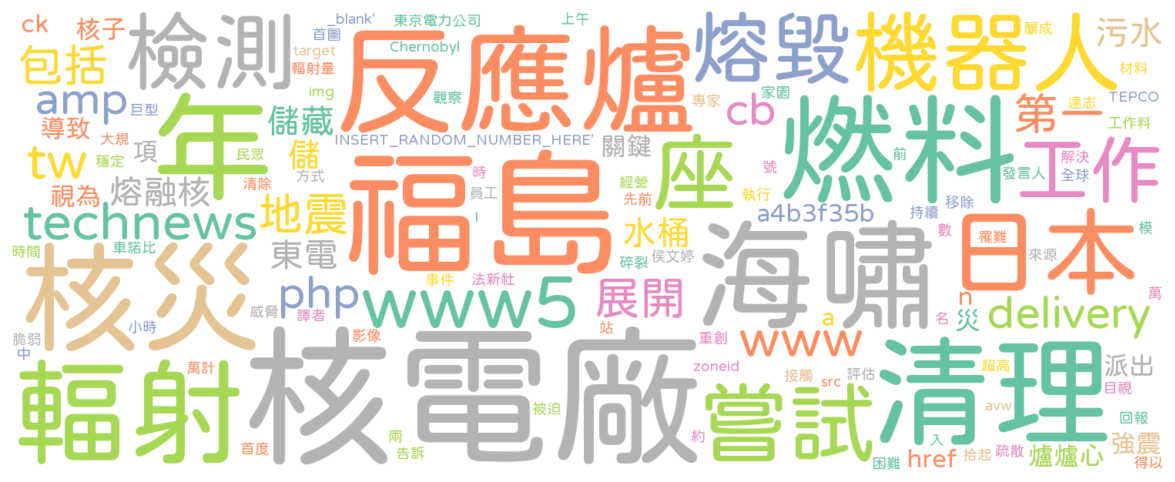 ck
核子
檢測
_blank'
首圖
東京電力公司
上午
反應爐
熔毀
機器人
釀成
污水
包括
target
Chernobyl
輻射量
img
觀察
專家
家園
材料
amp
巨型
年
儲藏
cb
燃料
第一
達志
TEPCO
導致
INSERT_RANDOM_NUMBER_HERE'
關鍵
工作料
tw
穩定
項
民眾
儲
方式
福島
時
座
號
前
工作
解決
全球
發言人
視為
熔融核
清除
員工
經營
先前
執行
移除
technews
地震
l
水桶
a4b3f35b
持續
數
日本
罹難
模
時間
車諾比
東電
碎裂
侯文婷
海嘯
來源
核災
事件
法新社
威脅
譯者
php
www5
展開
n
萬
災
delivery
脆弱
中
小時
影像
站
重創
www
a
名
輻射
萬計
核電廠
被迫
zoneid
接觸
src
評估
清理
超高
派出
目視
首度
兩
告訴
約
嘗試
avw
回報
困難
href
入
拾起
疏散
爐爐心
強震
得以
大規